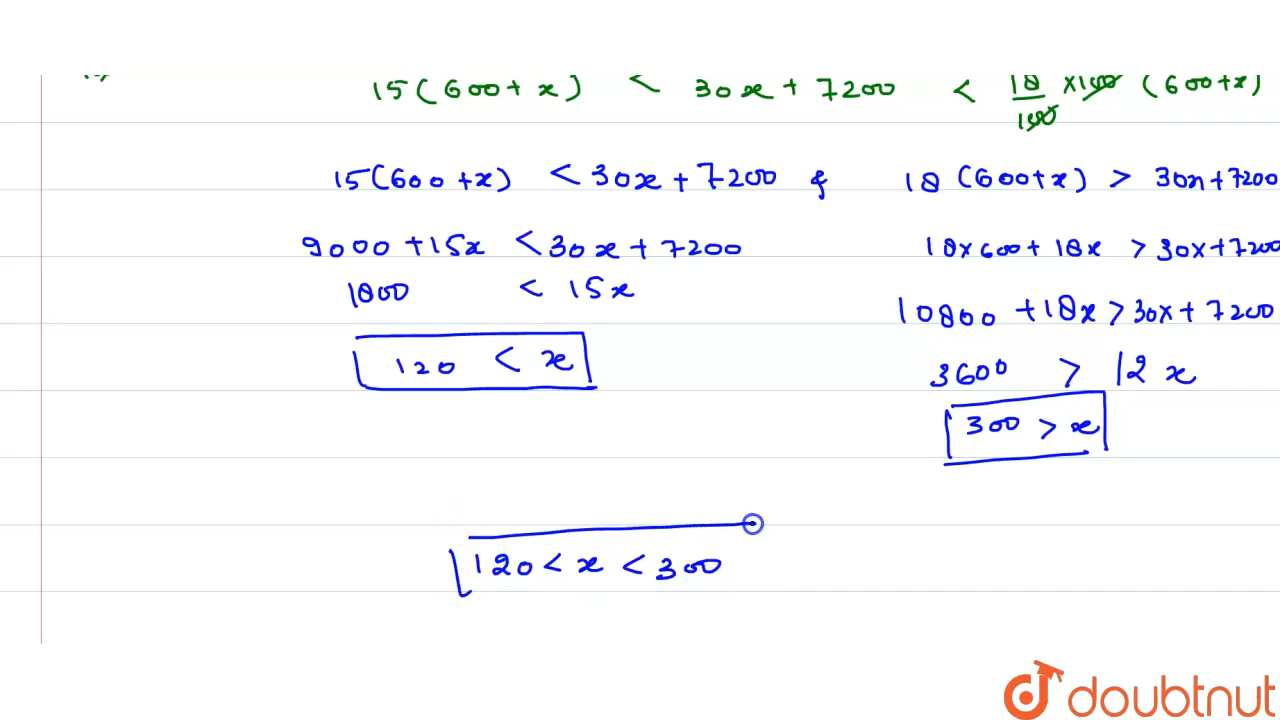 15(600+x) < 30x+7200 < 18/100 ×100 (600+x)
15(600+x) <30x+7200 & 18(600+x) > 30x+7200
9000+15x <30x+7200 18×600+18x >30x+7200
1800 < 15x 10800+18x>30x+7200
120 < x 3600 > 12x
300 > x
120< x <300
doubtnut